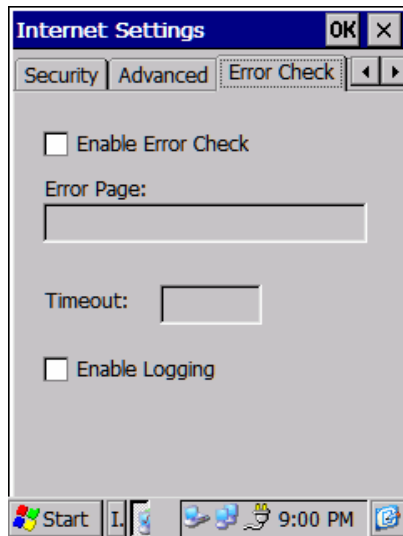 Internet Settings OK ×
Security Advanced Error Check
Enable Error Check
Error Page:
Timeout:
Enable Logging
Start I. 9:00 PM